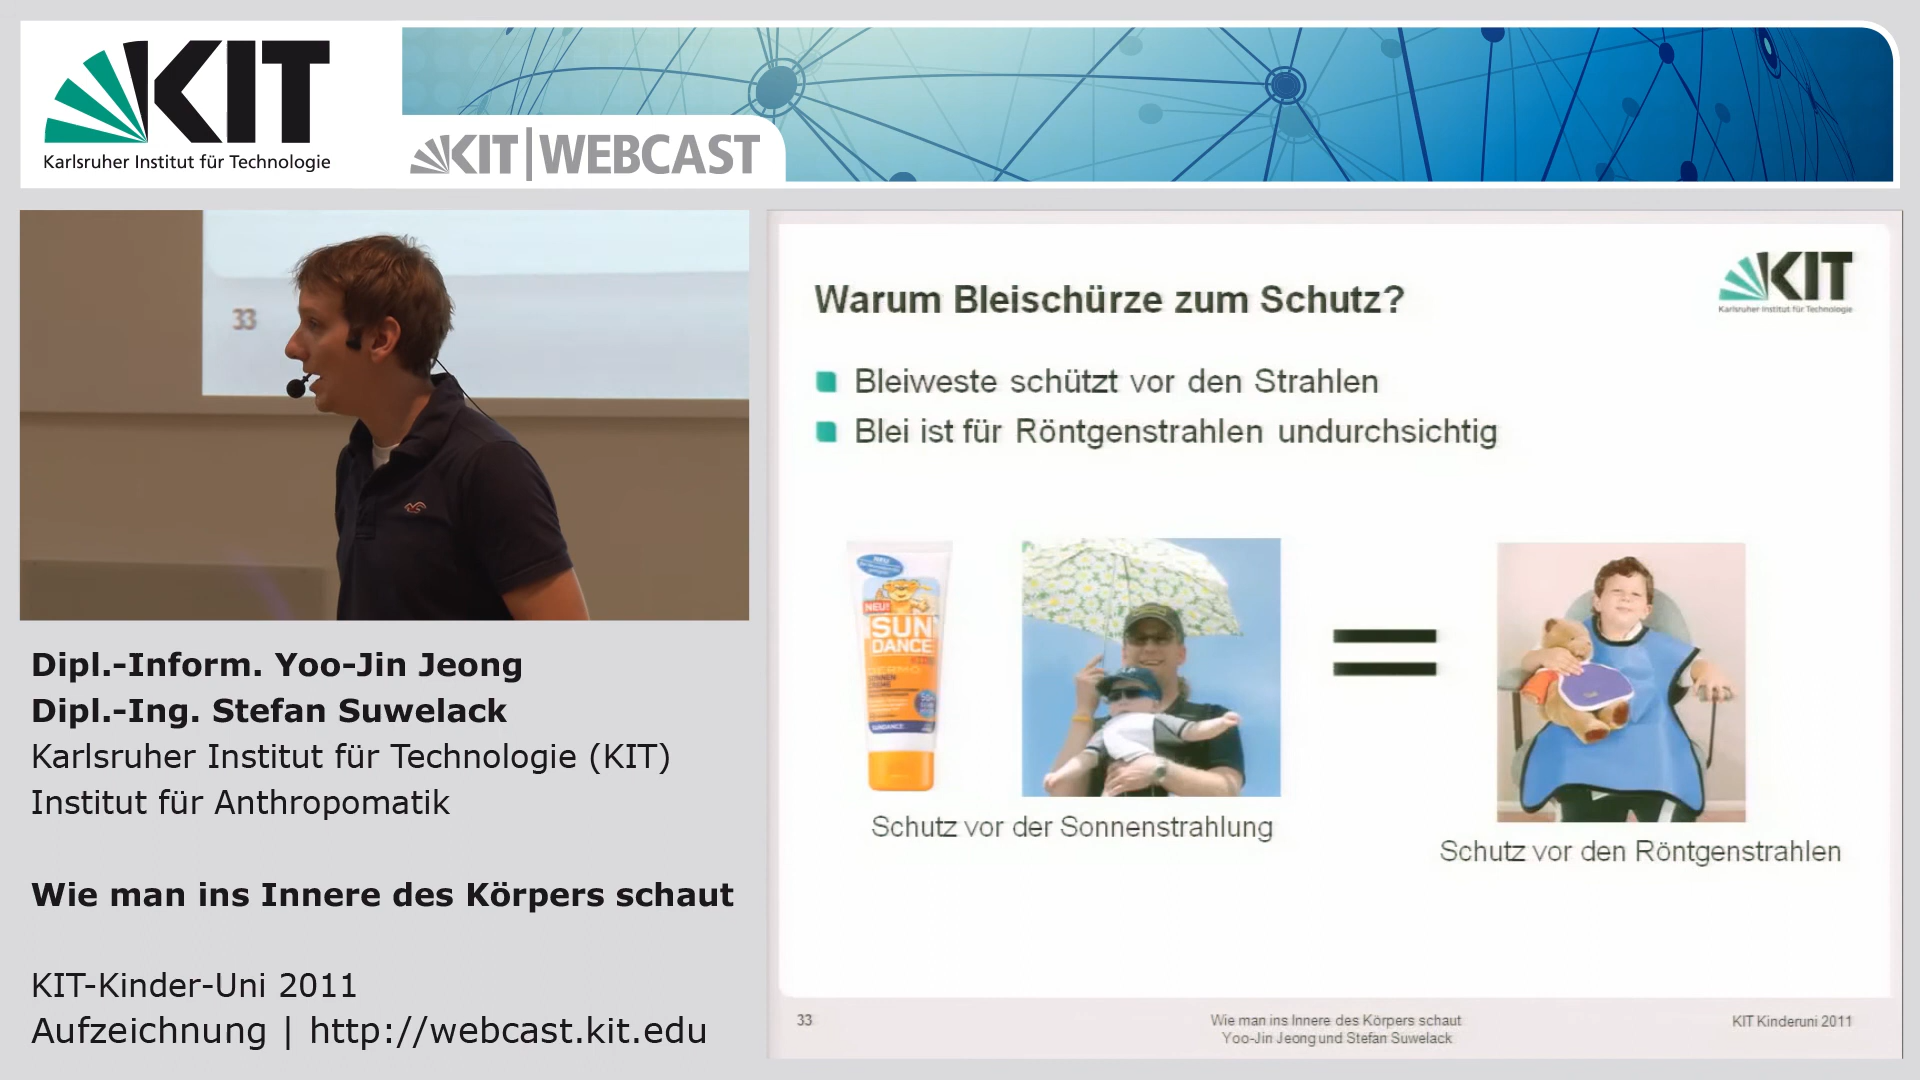 KIT
Karlsruher Institut für Technologie
KIT | WEBCAST
33
Dipl.-Inform. Yoo-Jin Jeong
Dipl.-Ing. Stefan Suwelack
Karlsruher Institut für Technologie (KIT)
Institut für Anthropomatik
Wie man ins Innere des Körpers schaut
KIT-Kinder-Uni 2011
Aufzeichnung | http://webcast.kit.edu
KIT
Karlsruher Institut für Technologie
Warum Bleischürze zum Schutz?
Bleiweste schützt vor den Strahlen
Blei ist für Röntgenstrahlen undurchsichtig
NEU
NEU!
SUN
DANCE
KIDS
SUNDANCE
Schutz vor der Sonnenstrahlung
Schutz vor den Röntgenstrahlen
33
Wie man ins Innere des Körpers schaut
Yoo-Jin Jeong und Stefan Suwelack
KIT Kinderuni 2011